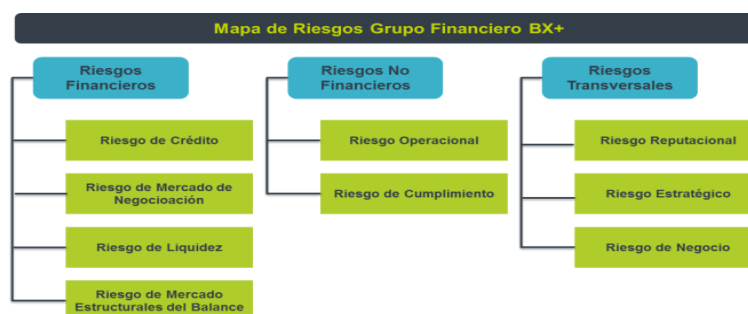 Mapa de Riesgos Grupo Financiero BX+
Riesgos
Financieros
Riesgo de Crédito
Riesgo de Mercado de
Negocioación
Riesgo de Liquidez
Riesgo de Mercado
Estructurales del Balance
Riesgos No
Financieros
Riesgo Operacional
Riesgo de Cumplimiento
Riesgos
Transversales
Riesgo Reputacional
Riesgo Estratégico
Riesgo de Negocio